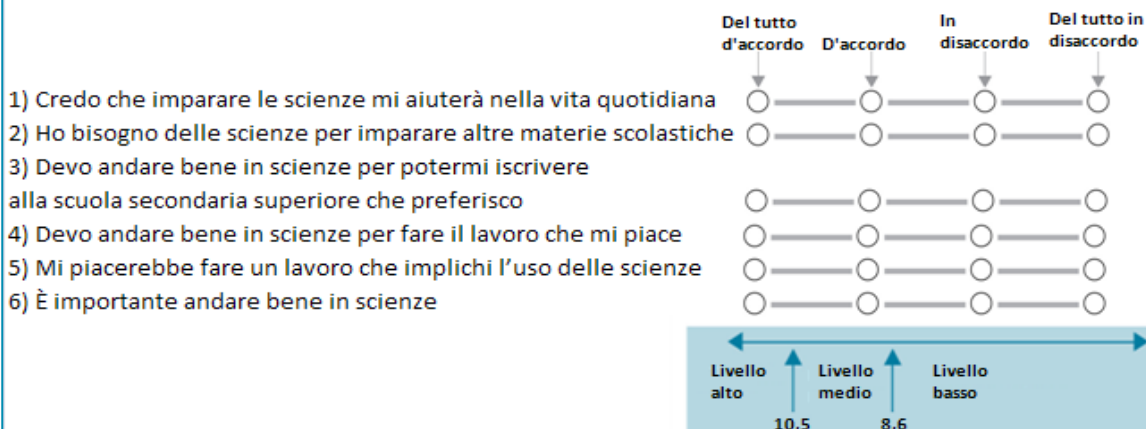 Del tutto d'accordo
D'accordo
In disaccordo
Del tutto in disaccordo
1) Credo che imparare le scienze mi aiuterà nella vita quotidiana
2) Ho bisogno delle scienze per imparare altre materie scolastiche
3) Devo andare bene in scienze per potermi iscrivere
alla scuola secondaria superiore che preferisco
4) Devo andare bene in scienze per fare il lavoro che mi piace
5) Mi piacerebbe fare un lavoro che implichi l’uso delle scienze
6) È importante andare bene in scienze
Livello alto
Livello medio
Livello basso
10.5
8.6